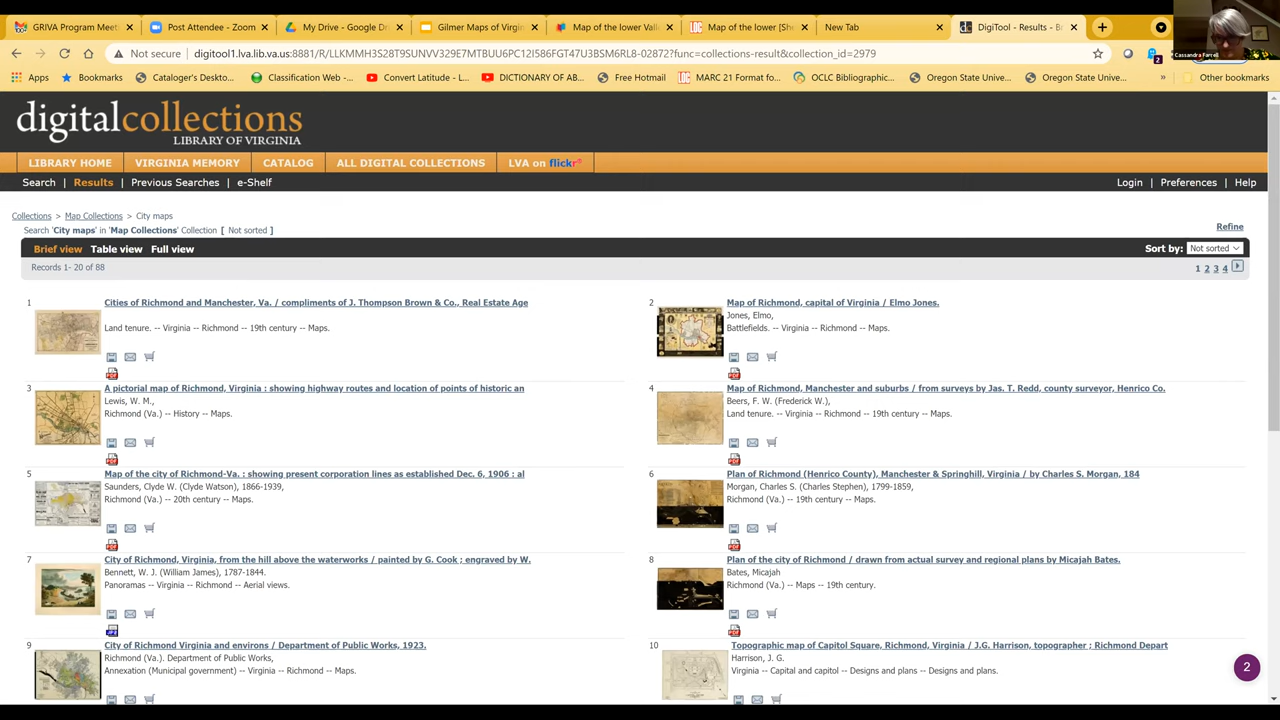 GRIVA Program Meet
Post Attendee - Zoom
My Drive - Google Dr
Gilmer Maps of Virgin
Map of the lower Valle
Map of the lower [She
New Tab
DigiTool - Results - B
Not secure
digitool1.lva.lib.va.us:8881/R/LLKMMH3S28T9SUNVV329E7MTBUU6PC12I586FGT47U3BSM6RL8-02872?func=collections-result&collection_id=2979
Cassandra Farrell
Apps
Bookmarks
Cataloger's Deskto...
Classification Web -...
Convert Latitude - L...
DICTIONARY OF AB...
Free Hotmail
MARC 21 Format fo...
OCLC Bibliographic...
Oregon State Unive...
Oregon State Unive...
»
Other bookmarks
digitalcollections
LIBRARY OF VIRGINIA
LIBRARY HOME
VIRGINIA MEMORY
CATALOG
ALL DIGITAL COLLECTIONS
LVA on flickr
Search | Results | Previous Searches | e-Shelf
Login | Preferences | Help
Collections > Map Collections > City maps
Search 'City maps' in 'Map Collections' Collection [ Not sorted ]
Refine
Brief view Table view Full view
Sort by: Not sorted
Records 1- 20 of 88
1 2 3 4
1
Cities of Richmond and Manchester, Va. / compliments of J. Thompson Brown & Co., Real Estate Age
Land tenure. -- Virginia -- Richmond -- 19th century -- Maps.
PDF
2
Map of Richmond, capital of Virginia / Elmo Jones.
Jones, Elmo,
Battlefields. -- Virginia -- Richmond -- Maps.
PDF
3
A pictorial map of Richmond, Virginia : showing highway routes and location of points of historic an
Lewis, W. M.,
Richmond (Va.) -- History -- Maps.
PDF
4
Map of Richmond, Manchester and suburbs / from surveys by Jas. T. Redd, county surveyor, Henrico Co.
Beers, F. W. (Frederick W.),
Land tenure. -- Virginia -- Richmond -- 19th century -- Maps.
PDF
5
Map of the city of Richmond-Va. : showing present corporation lines as established Dec. 6, 1906 : al
Saunders, Clyde W. (Clyde Watson), 1866-1939,
Richmond (Va.) -- 20th century -- Maps.
PDF
6
Plan of Richmond (Henrico County), Manchester & Springhill, Virginia / by Charles S. Morgan, 184
Morgan, Charles S. (Charles Stephen), 1799-1859,
Richmond (Va.) -- 19th century -- Maps.
PDF
7
City of Richmond, Virginia, from the hill above the waterworks / painted by G. Cook ; engraved by W.
Bennett, W. J. (William James), 1787-1844.
Panoramas -- Virginia -- Richmond -- Aerial views.
8
Plan of the city of Richmond / drawn from actual survey and regional plans by Micajah Bates.
Bates, Micajah
Richmond (Va.) -- Maps -- 19th century.
PDF
9
City of Richmond Virginia and environs / Department of Public Works, 1923.
Richmond (Va.). Department of Public Works,
Annexation (Municipal government) -- Virginia -- Richmond -- Maps.
10
Topographic map of Capitol Square, Richmond, Virginia / J.G. Harrison, topographer ; Richmond Depart
Harrison, J. G.
Virginia -- Capital and capitol -- Designs and plans -- Designs and plans.
2